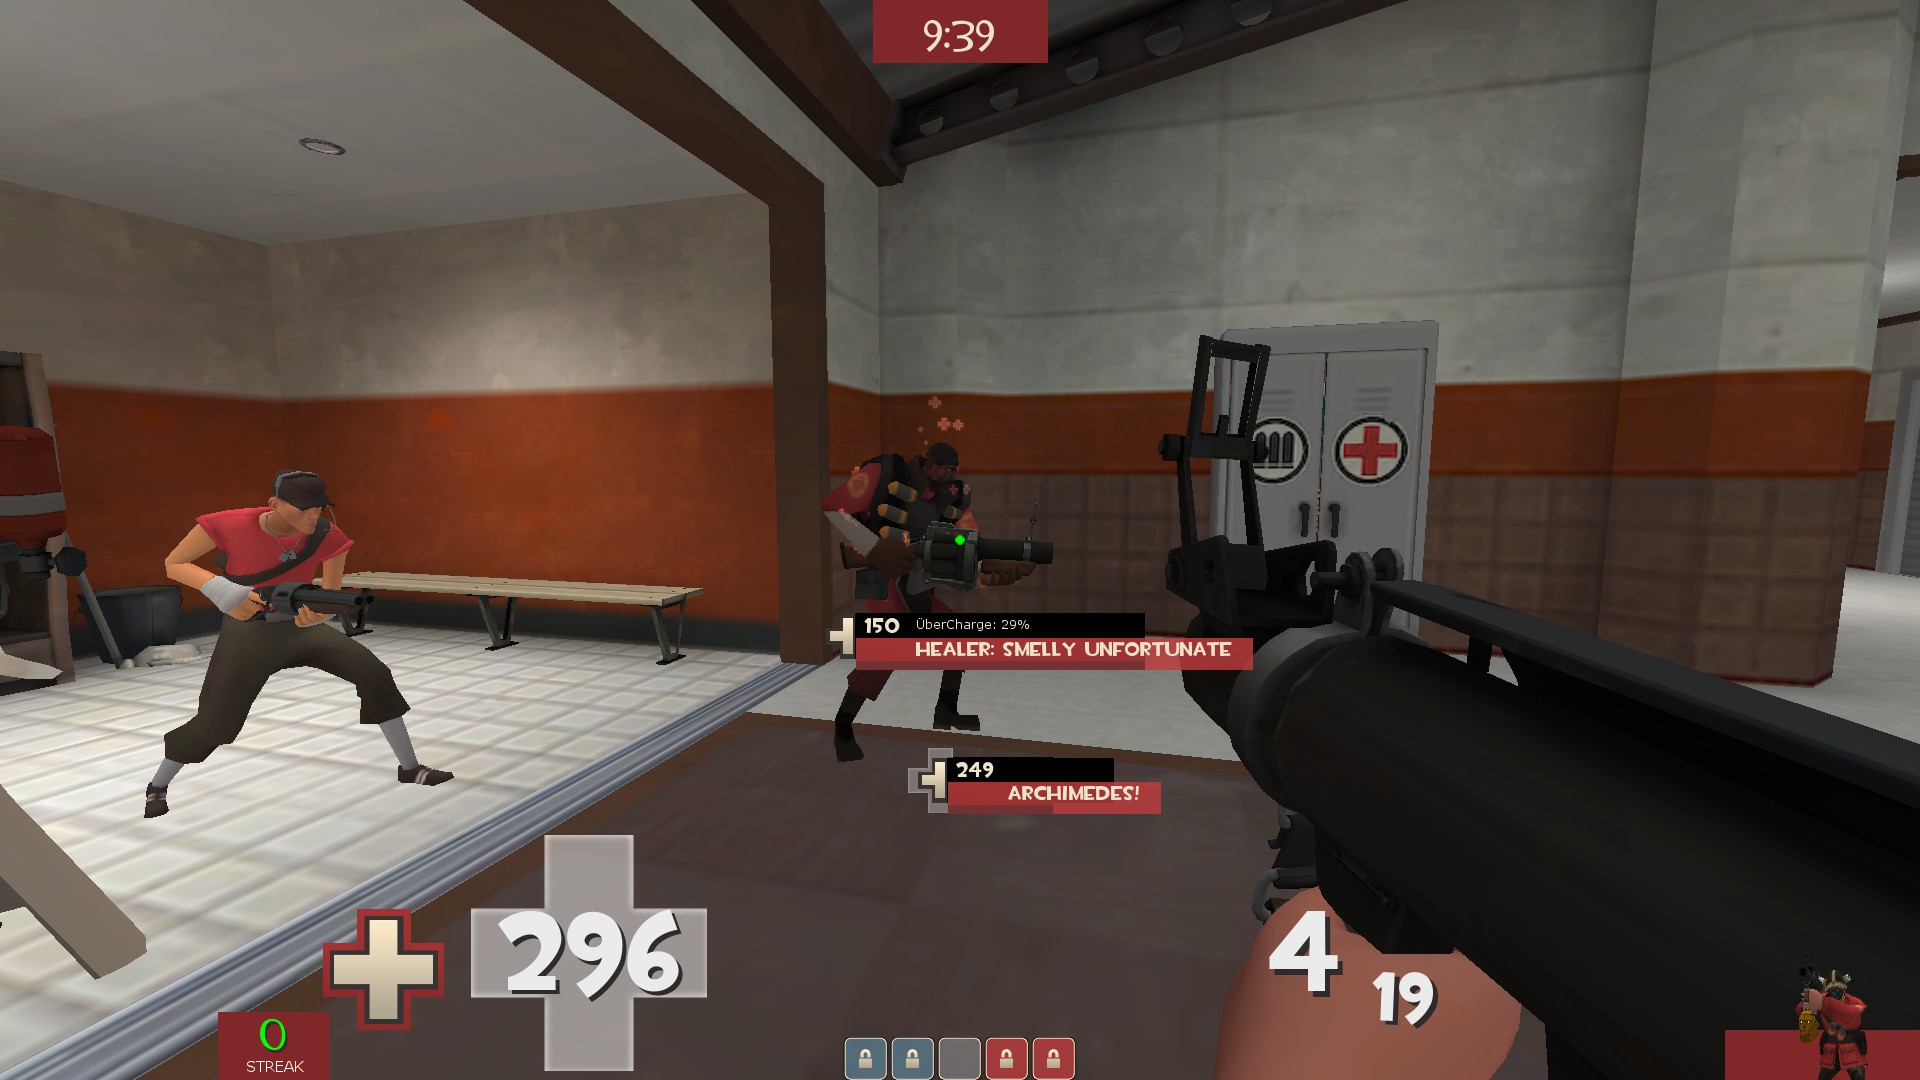 9:39
150 ÜberCharge: 29%
HEALER: SMELLY UNFORTUNATE
249
ARCHIMEDES!
296
4 19
0
STREAK